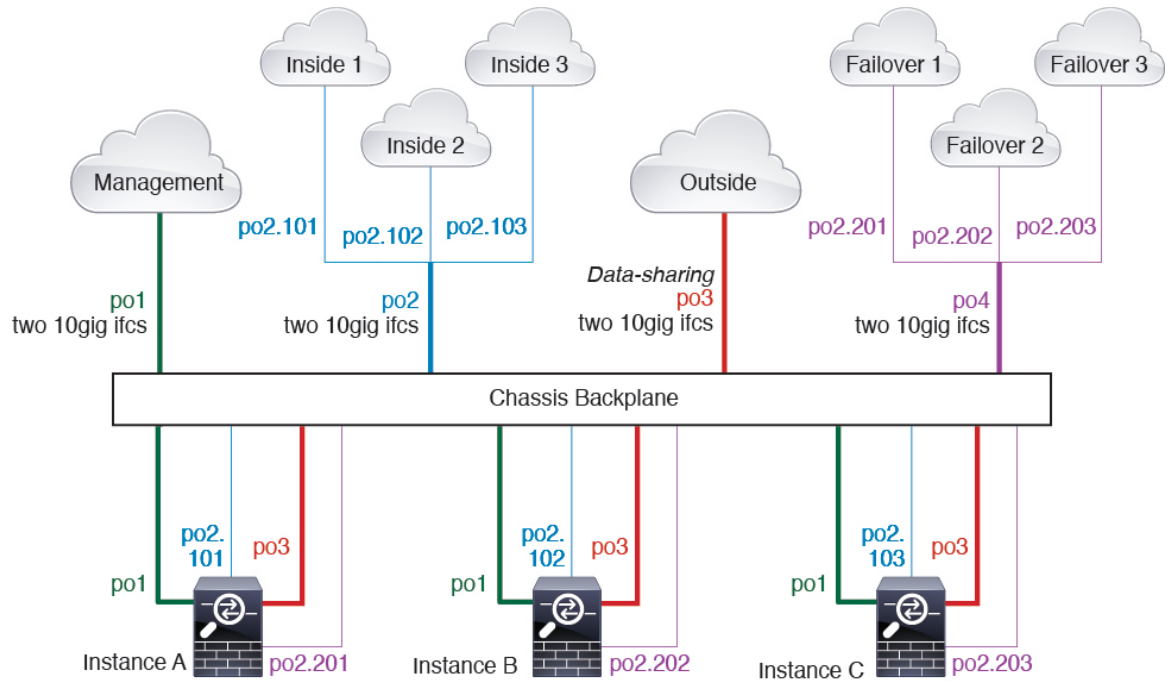 Inside 1
Inside 3
Failover 1
Failover 3
Inside 2
Failover 2
Management
Outside
po2.101
po2.102
po2.103
po2.201
po2.202
po2.203
Data-sharing
po1
two 10gig ifcs
po2
two 10gig ifcs
po3
two 10gig ifcs
po4
two 10gig ifcs
Chassis Backplane
po2.
101
po3
po1
Instance A
po2.201
po2.
102
po3
po1
Instance B
po2.202
po2.
103
po3
po1
Instance C
po2.203